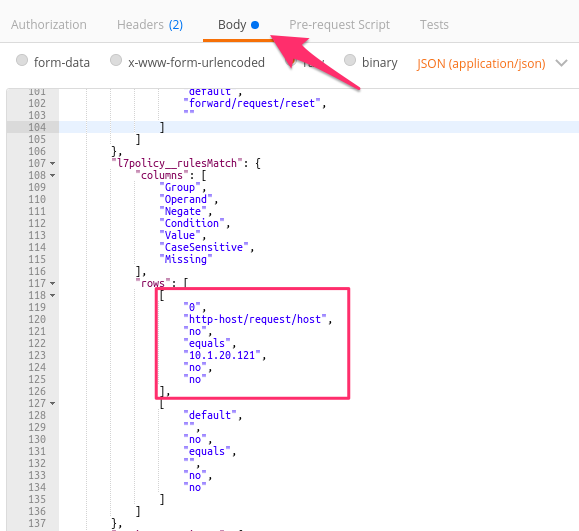 Authorization Headers (2) Body Pre-request Script Tests
form-data x-www-form-urlencoded binary JSON (application/json)
101 "default",
102 "forward/request/reset",
103 ""
104 ]
105 ]
106 },
107 "l7policy__rulesMatch": {
108 "columns": [
109 "Group",
110 "Operand",
111 "Negate",
112 "Condition",
113 "Value",
114 "CaseSensitive",
115 "Missing"
116 ],
117 "rows": [
118 [
119 "0",
120 "http-host/request/host",
121 "no",
122 "equals",
123 "10.1.20.121",
124 "no",
125 "no"
126 ],
127 [
128 "default",
129 "",
130 "no",
131 "equals",
132 "",
133 "no",
134 "no"
135 ]
136 ]
137 },